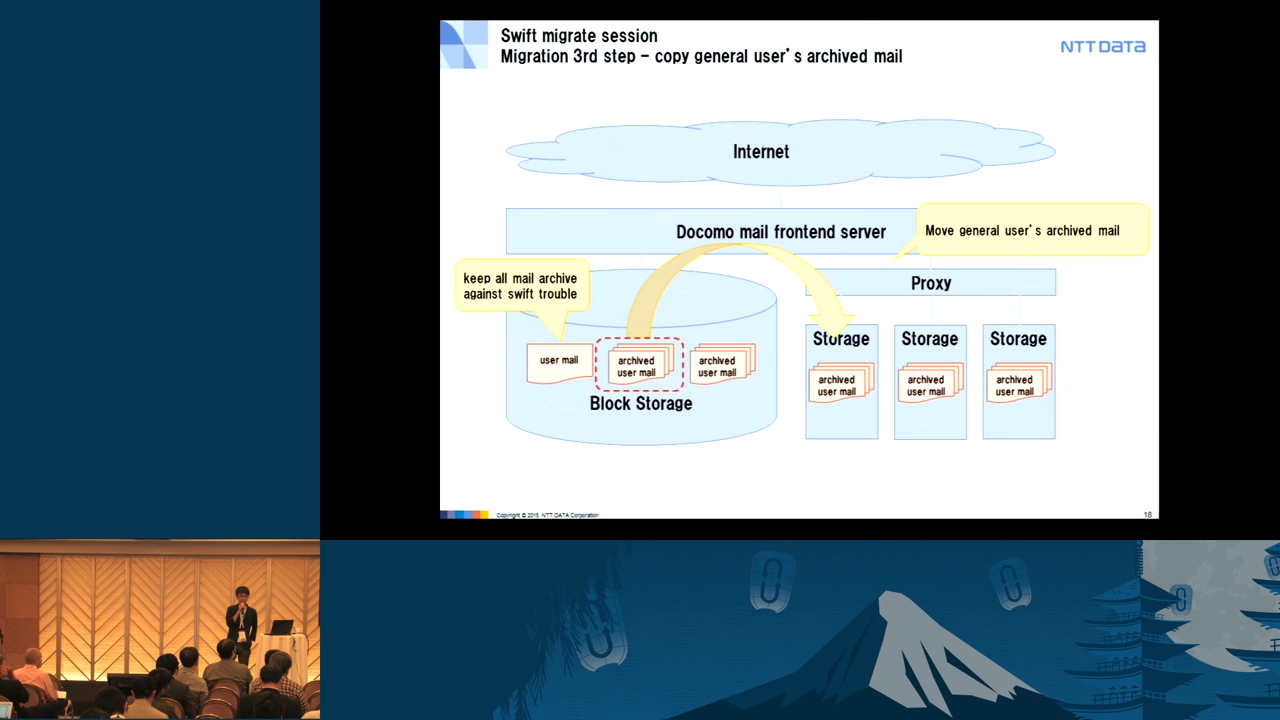 Swift migrate session
Migration 3rd step - copy general user's archived mail
NTT DATA
Internet
Docomo mail frontend server
Move general user's archived mail
keep all mail archive
against swift trouble
Proxy
Storage
Storage
Storage
user mail
archived
user mail
archived
user mail
archived
user mail
archived
user mail
archived
user mail
Block Storage
Copyright © 2015 NTT DATA Corporation
18